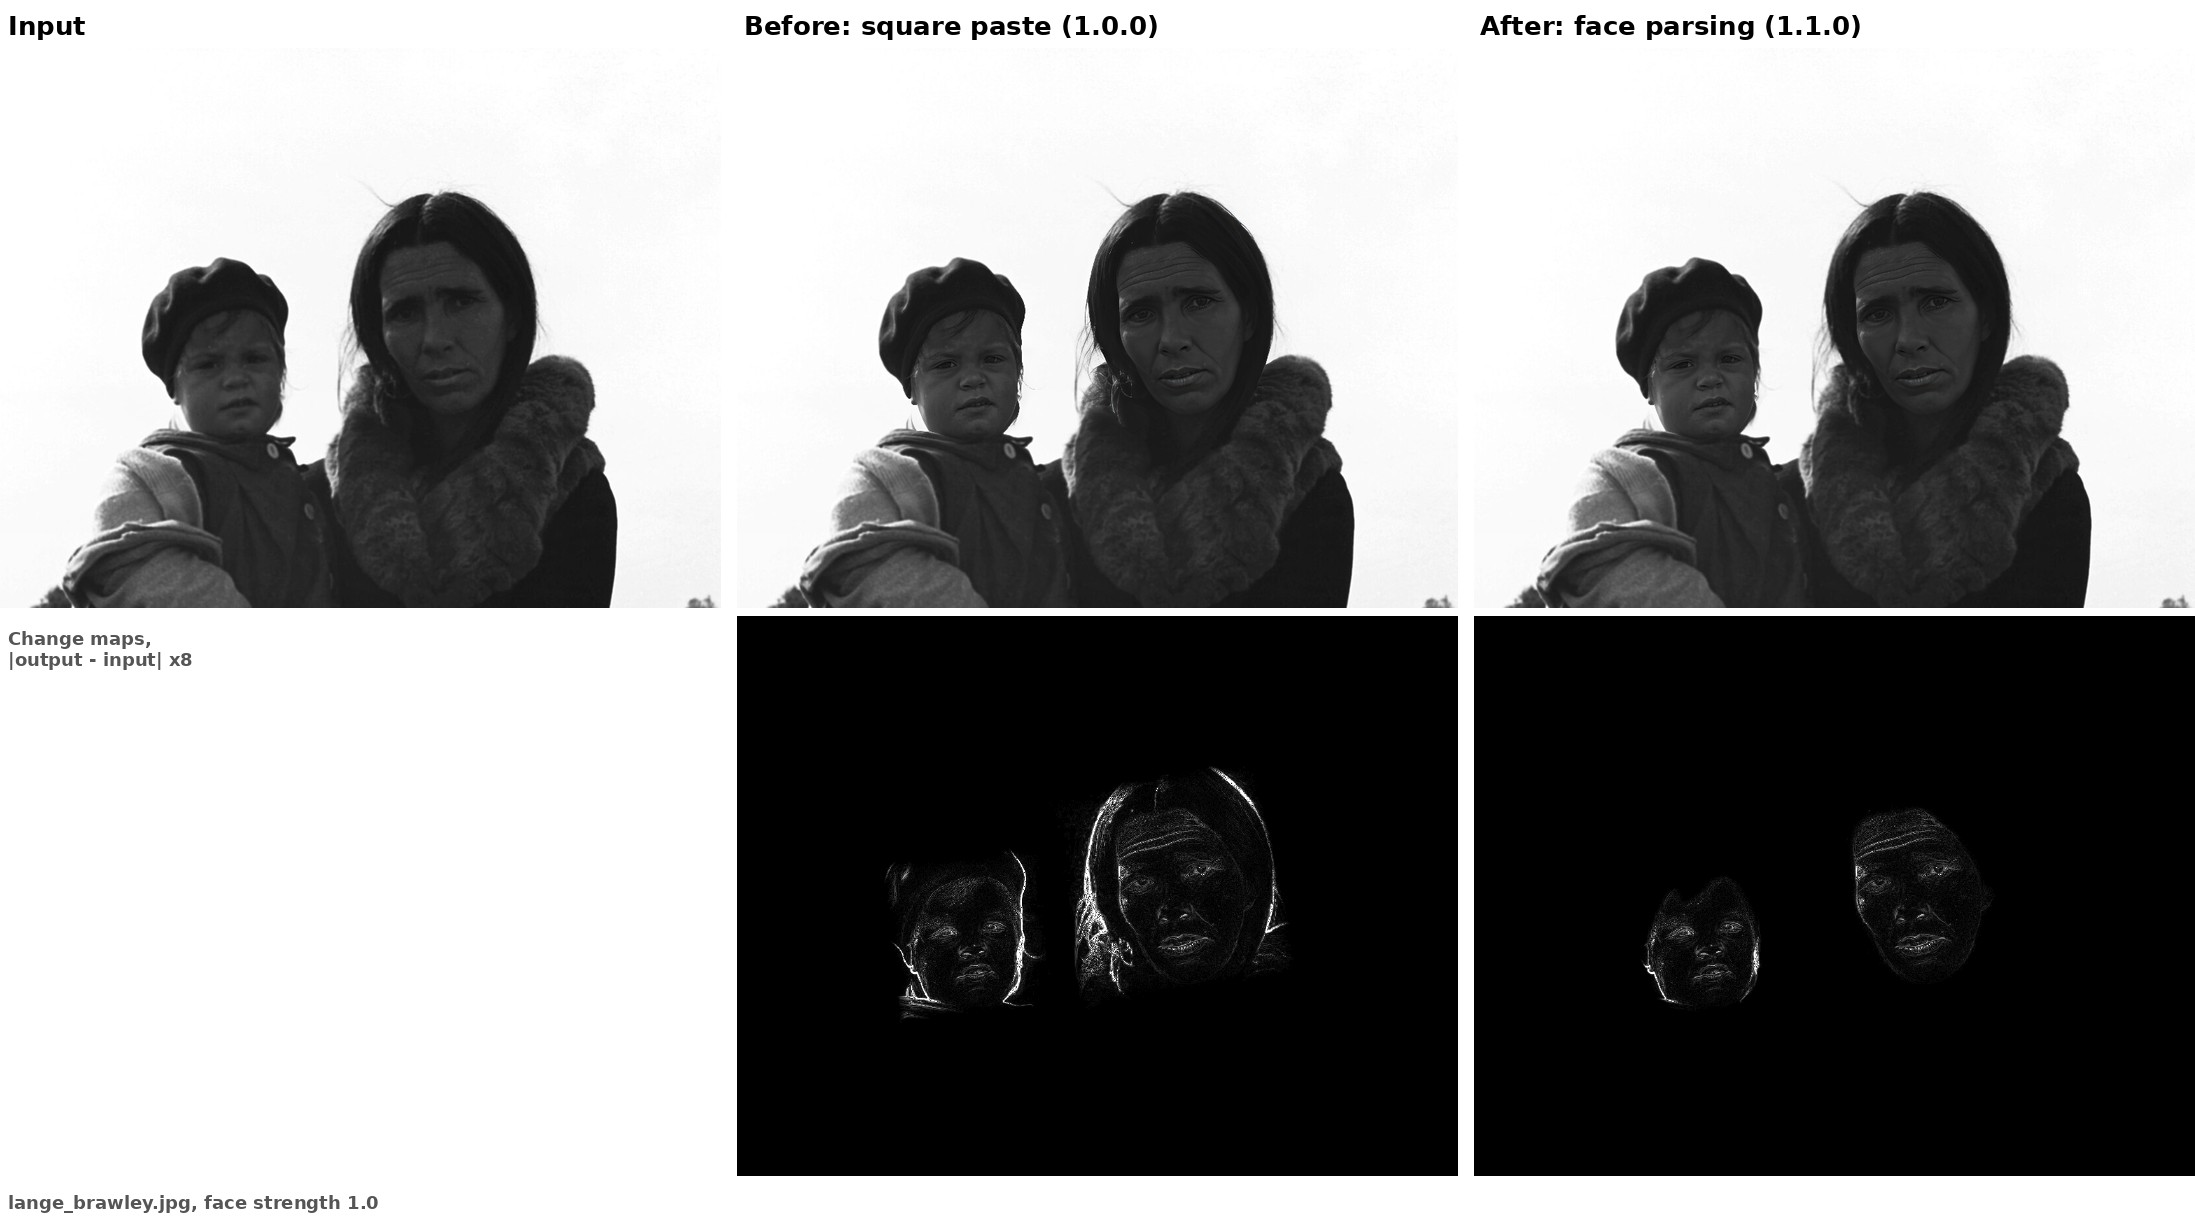 Input
Before: square paste (1.0.0)
After: face parsing (1.1.0)
Change maps,
|output - input| x8
lange_brawley.jpg, face strength 1.0